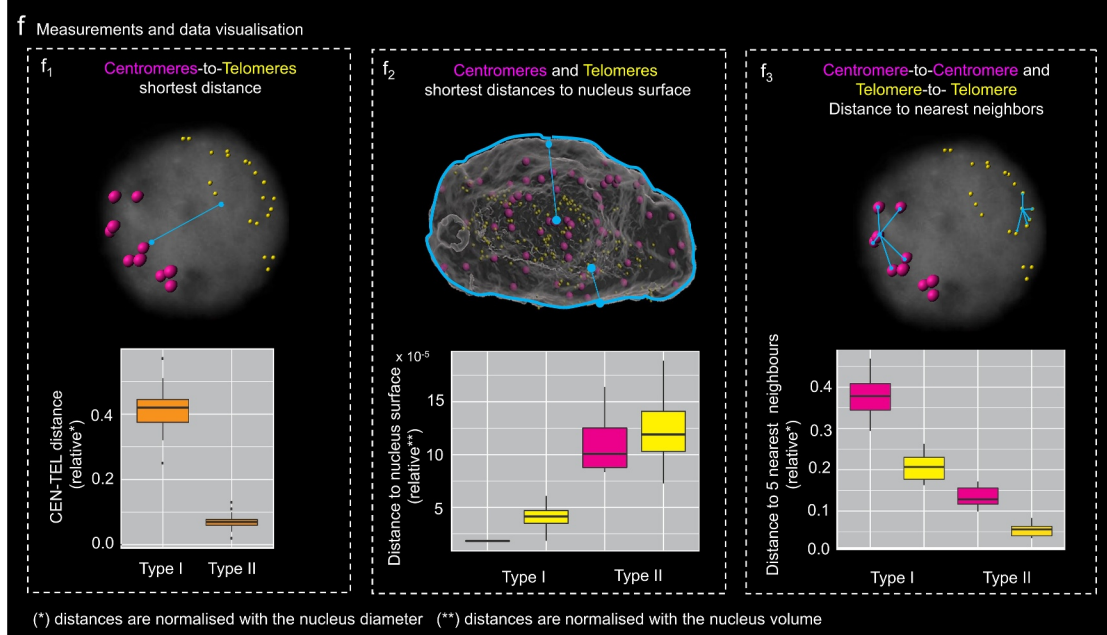 f Measurements and data visualisation
f1
Centromeres-to-Telomeres
shortest distance
CEN-TEL distance
(relative*)
0.4
0.2
0.0
Type I
Type II
f2
Centromeres and Telomeres
shortest distances to nucleus surface
Distance to nucleus surface
(relative**)
x 10-5
15
10
5
Type I
Type II
f3
Centromere-to-Centromere and
Telomere-to- Telomere
Distance to nearest neighbors
Distance to 5 nearest neighbours
(relative*)
0.4
0.3
0.2
0.1
0.0
Type I
Type II
(*) distances are normalised with the nucleus diameter (**) distances are normalised with the nucleus volume